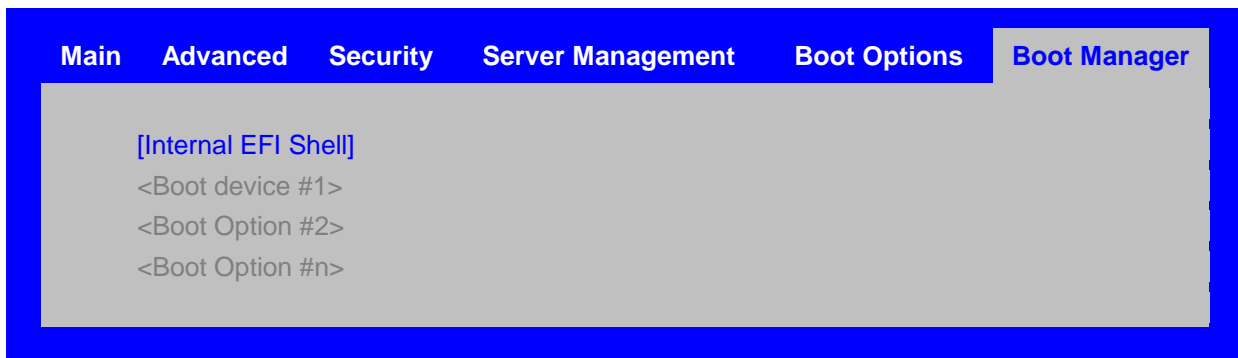 Main Advanced Security Server Management Boot Options Boot Manager
[Internal EFI Shell]
<Boot device #1>
<Boot Option #2>
<Boot Option #n>